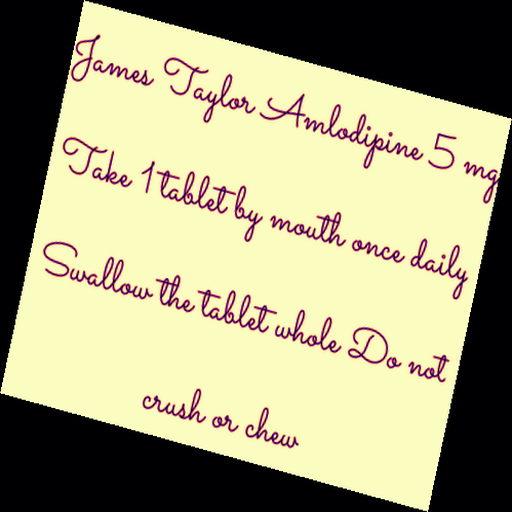 James Taylor Amlodipine 5 mg
Take 1 tablet by mouth once daily
Swallow the tablet whole Do not
crush or chew